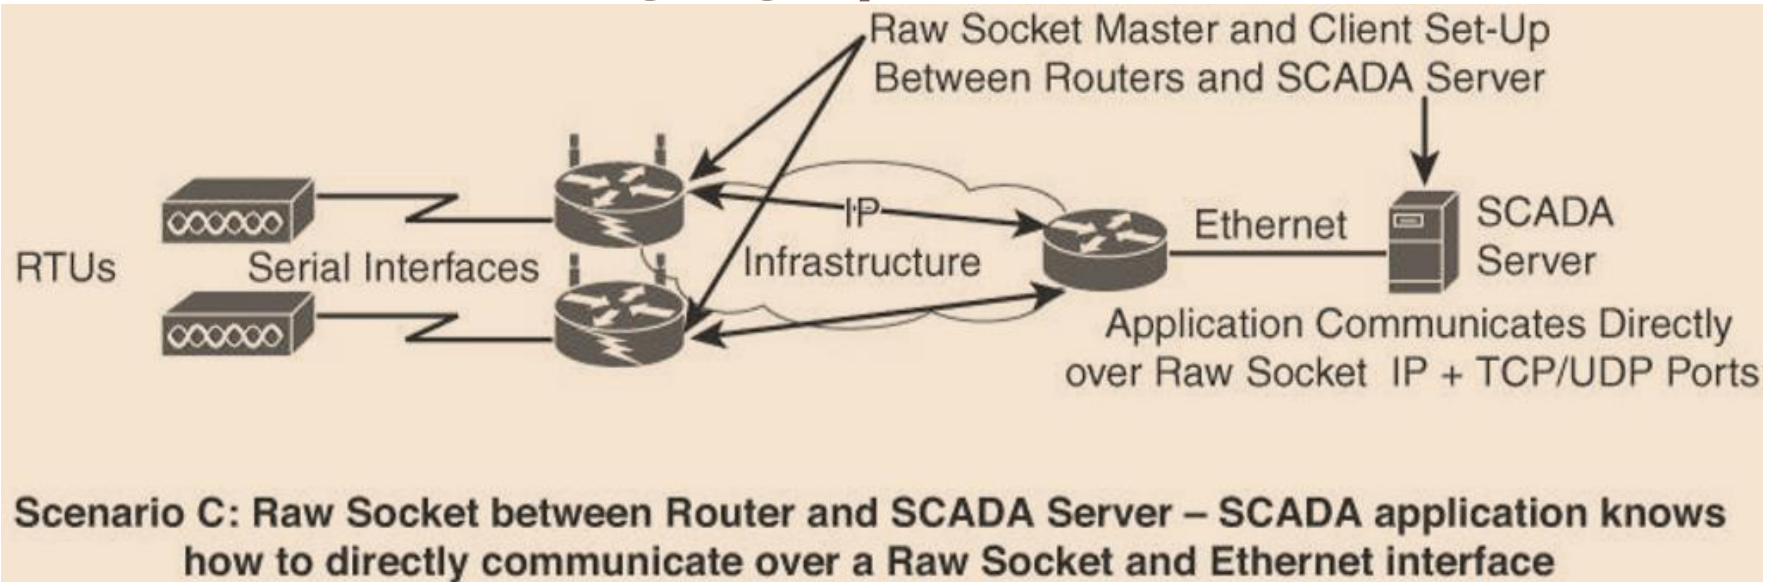 Raw Socket Master and Client Set-Up
Between Routers and SCADA Server
IP
Infrastructure
Ethernet
SCADA
Server
RTUs
Serial Interfaces
Application Communicates Directly
over Raw Socket IP + TCP/UDP Ports
Scenario C: Raw Socket between Router and SCADA Server – SCADA application knows
how to directly communicate over a Raw Socket and Ethernet interface